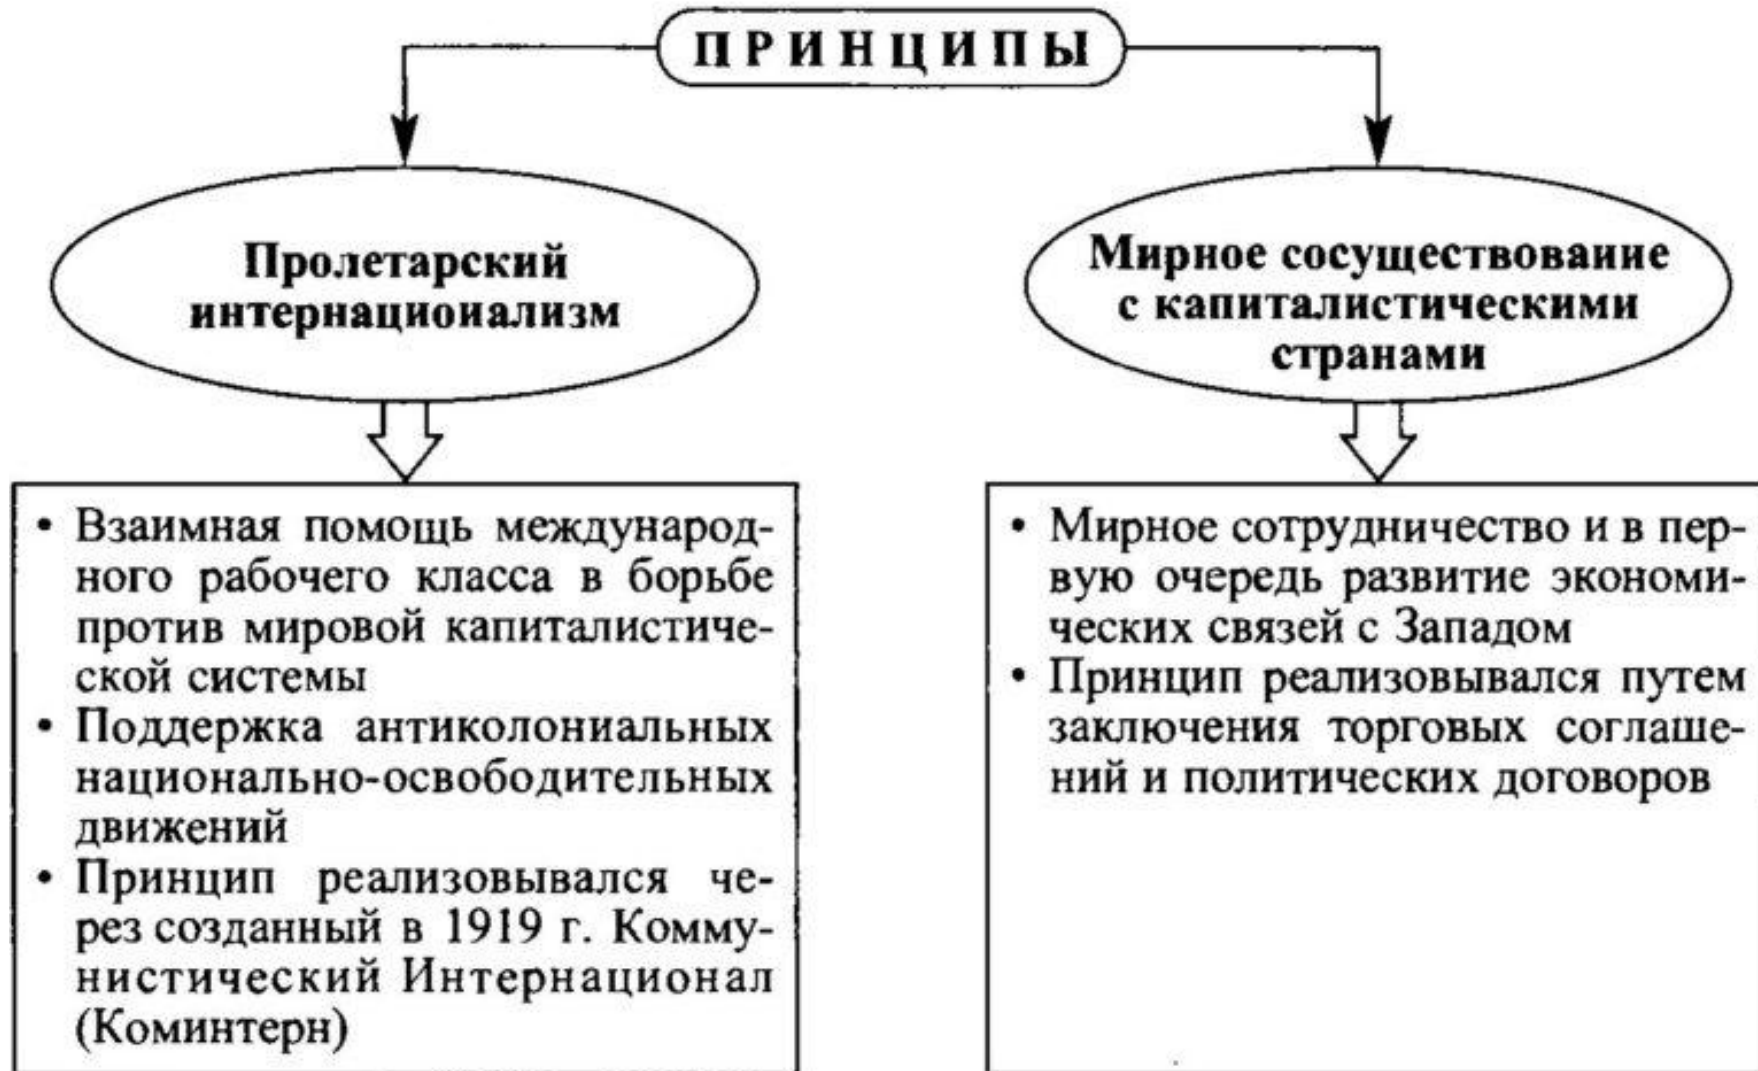 ПРИНЦИПЫ
Пролетарский
интернационализм
Мирное сосуществование
с капиталистическими
странами
• Взаимная помощь международ-
ного рабочего класса в борьбе
против мировой капиталистиче-
ской системы
• Поддержка антиколониальных
национально-освободительных
движений
• Принцип реализовывался че-
рез созданный в 1919 г. Комму-
нистический Интернационал
(Коминтерн)
• Мирное сотрудничество и в пер-
вую очередь развитие экономи-
ческих связей с Западом
• Принцип реализовывался путем
заключения торговых соглаше-
ний и политических договоров